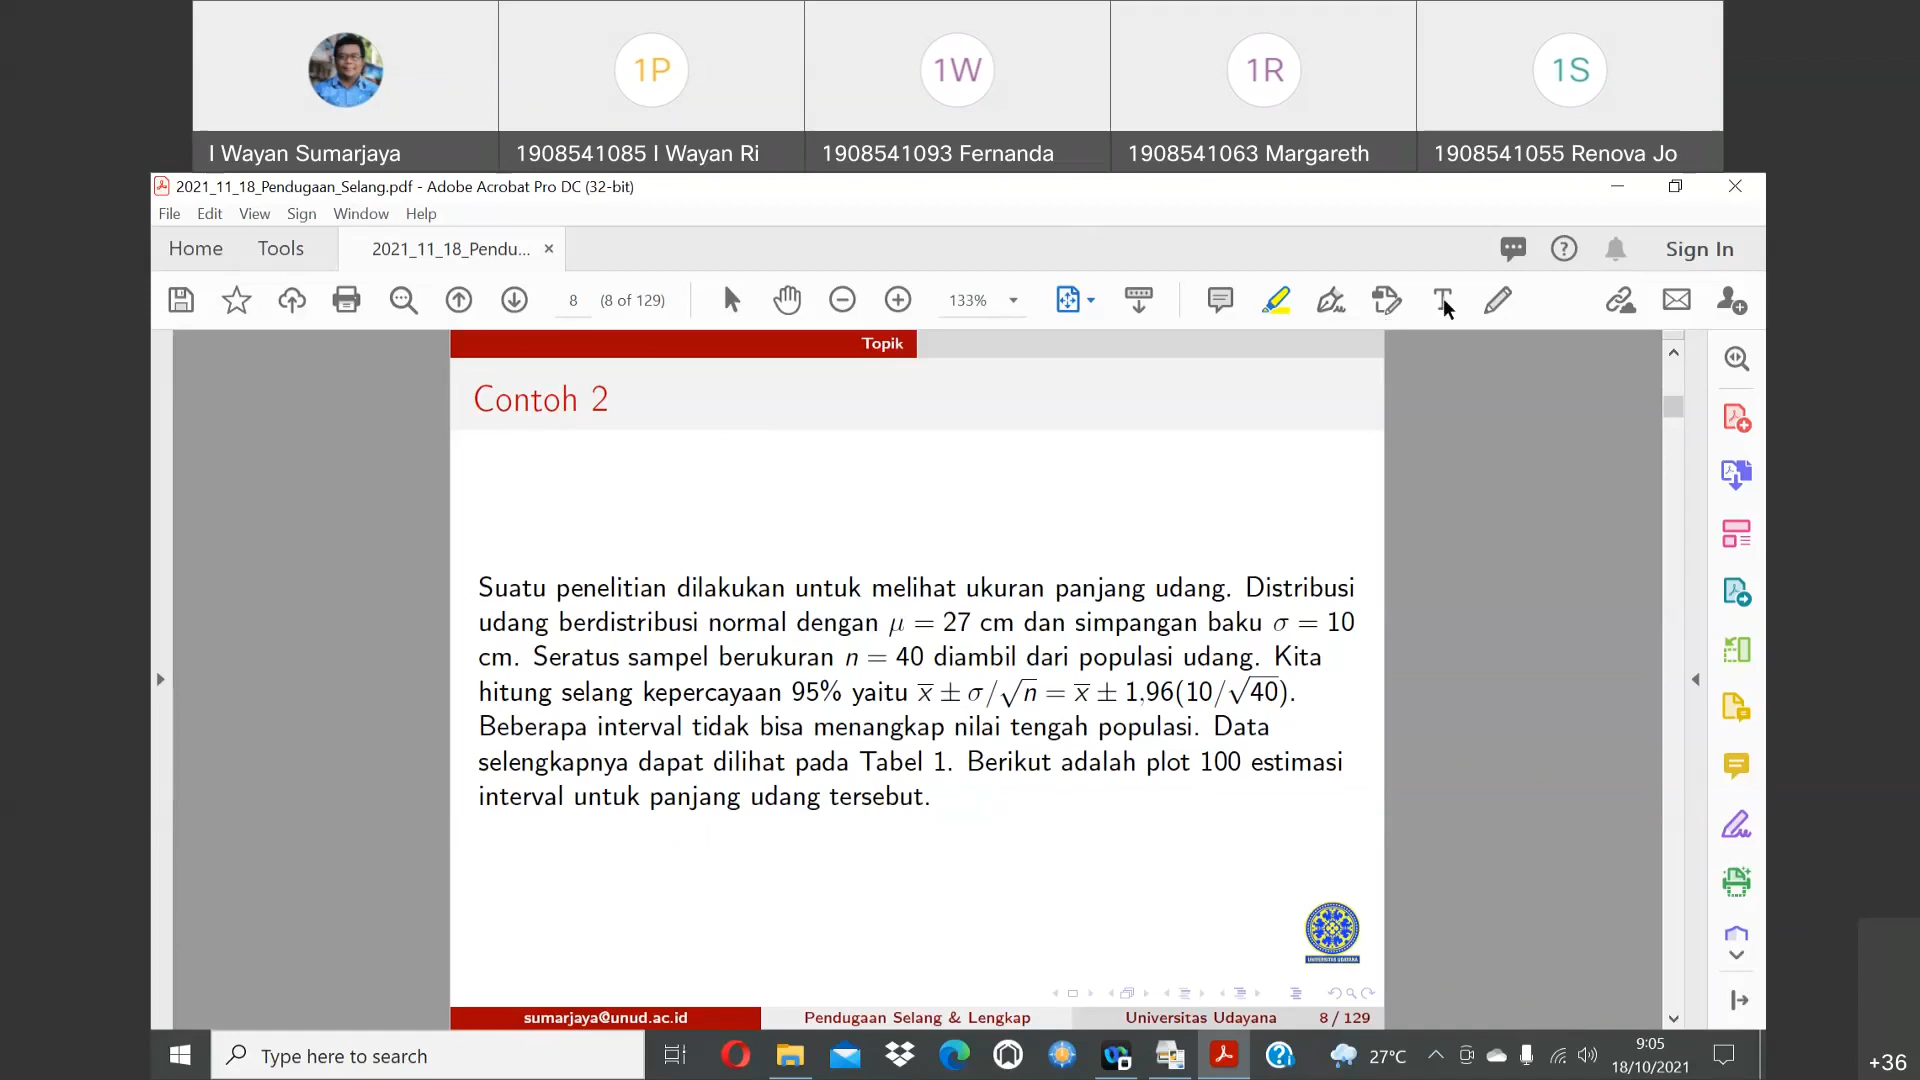 1P
1W
1R
1S
I Wayan Sumarjaya
1908541085 I Wayan Ri
1908541093 Fernanda
1908541063 Margareth
1908541055 Renova Jo
2021_11_18_Pendugaan_Selang.pdf - Adobe Acrobat Pro DC (32-bit)
File Edit View Sign Window Help
Home Tools 2021_11_18_Pendu... × Sign In
8 (8 of 129) 133%
Topik
Contoh 2
Suatu penelitian dilakukan untuk melihat ukuran panjang udang. Distribusi
udang berdistribusi normal dengan μ = 27 cm dan simpangan baku σ = 10
cm. Seratus sampel berukuran n = 40 diambil dari populasi udang. Kita
hitung selang kepercayaan 95% yaitu x̅ ± σ/√n = x̅ ± 1,96(10/√40).
Beberapa interval tidak bisa menangkap nilai tengah populasi. Data
selengkapnya dapat dilihat pada Tabel 1. Berikut adalah plot 100 estimasi
interval untuk panjang udang tersebut.
UNIVERSITAS UDAYANA
sumarjaya@unud.ac.id Pendugaan Selang & Lengkap Universitas Udayana 8 / 129
Type here to search
27°C
9:05
18/10/2021
+36